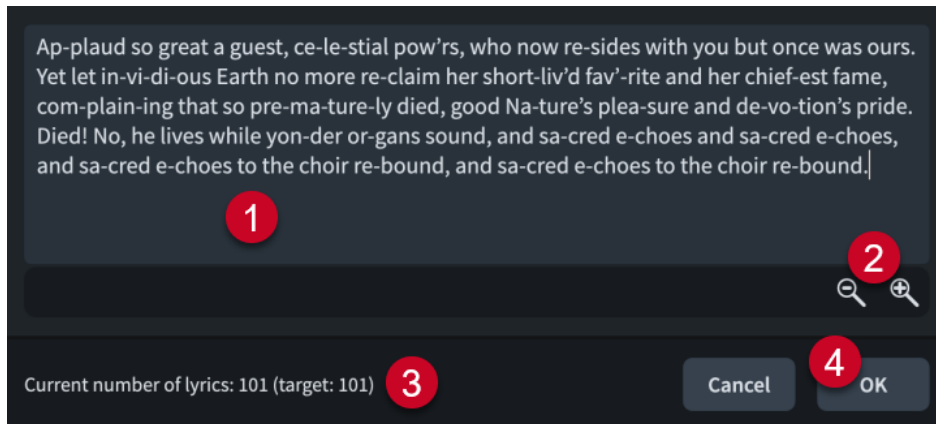 Ap-plaud so great a guest, ce-le-stial pow’rs, who now re-sides with you but once was ours.
Yet let in-vi-di-ous Earth no more re-claim her short-liv’d fav’-rite and her chief-est fame,
com-plain-ing that so pre-ma-ture-ly died, good Na-ture’s plea-sure and de-vo-tion’s pride.
Died! No, he lives while yon-der or-gans sound, and sa-cred e-choes and sa-cred e-choes,
and sa-cred e-choes to the choir re-bound, and sa-cred e-choes to the choir re-bound.
1
2
Current number of lyrics: 101 (target: 101)
3
Cancel
4
OK